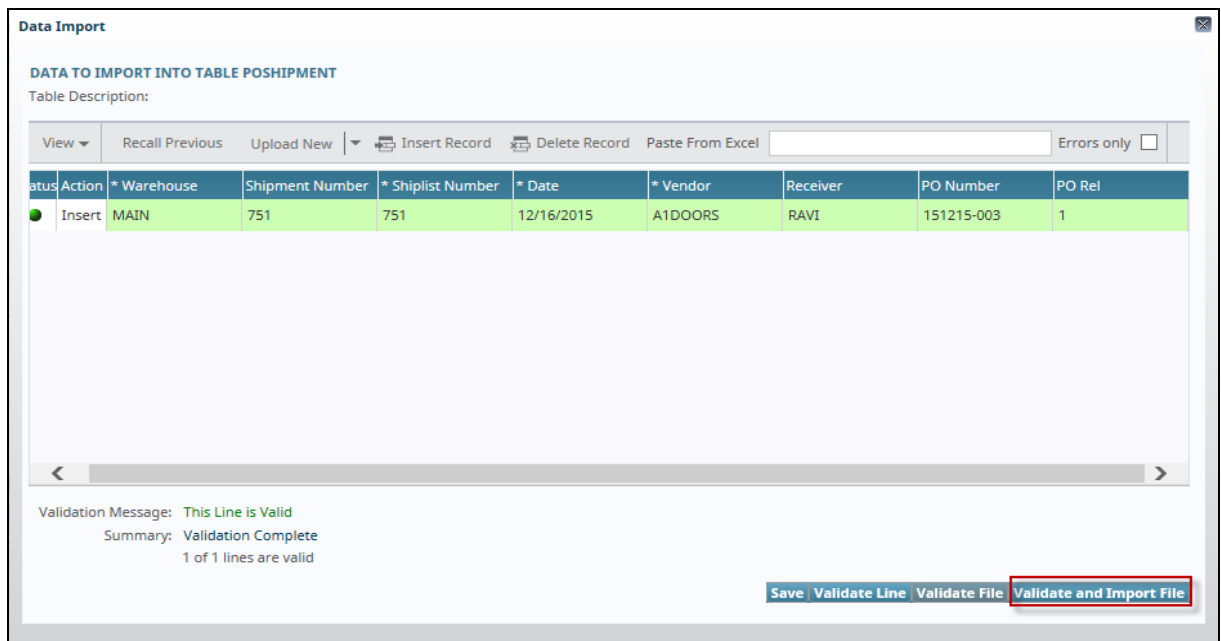 Data Import
DATA TO IMPORT INTO TABLE POSHIPMENT
Table Description:
View Recall Previous Upload New Insert Record Delete Record Paste From Excel Errors only
atus Action * Warehouse Shipment Number * Shiplist Number * Date * Vendor Receiver PO Number PO Rel
Insert MAIN 751 751 12/16/2015 A1DOORS RAVI 151215-003 1
Validation Message: This Line is Valid
Summary: Validation Complete
1 of 1 lines are valid
Save Validate Line Validate File Validate and Import File